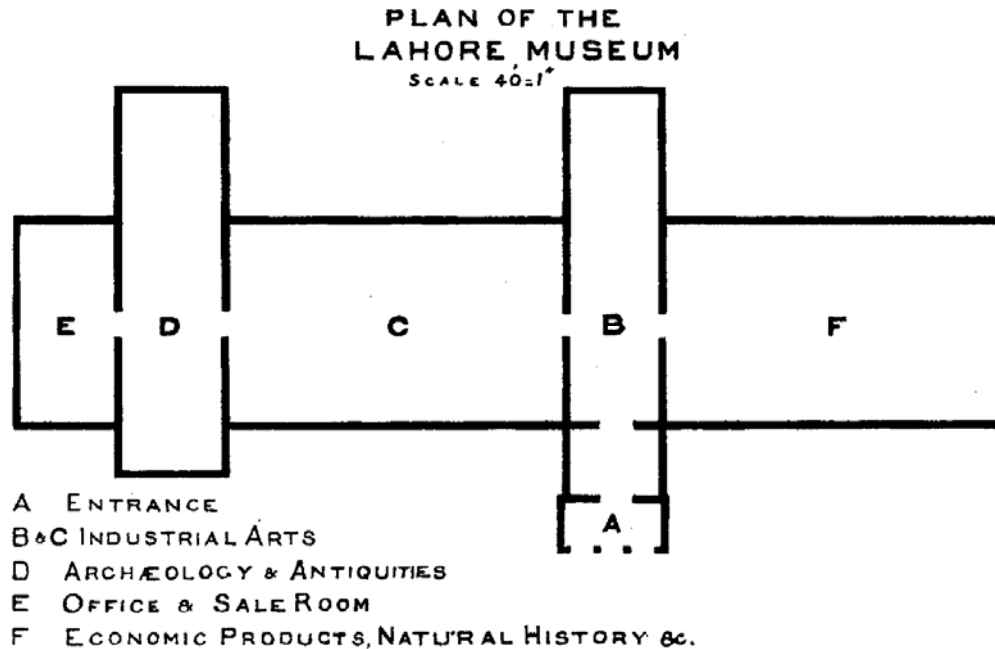 PLAN OF THE
LAHORE MUSEUM
SCALE 40'=1"
E D C B F
A
A ENTRANCE
B & C INDUSTRIAL ARTS
D ARCHÆOLOGY & ANTIQUITIES
E OFFICE & SALE ROOM
F ECONOMIC PRODUCTS, NATURAL HISTORY &c.